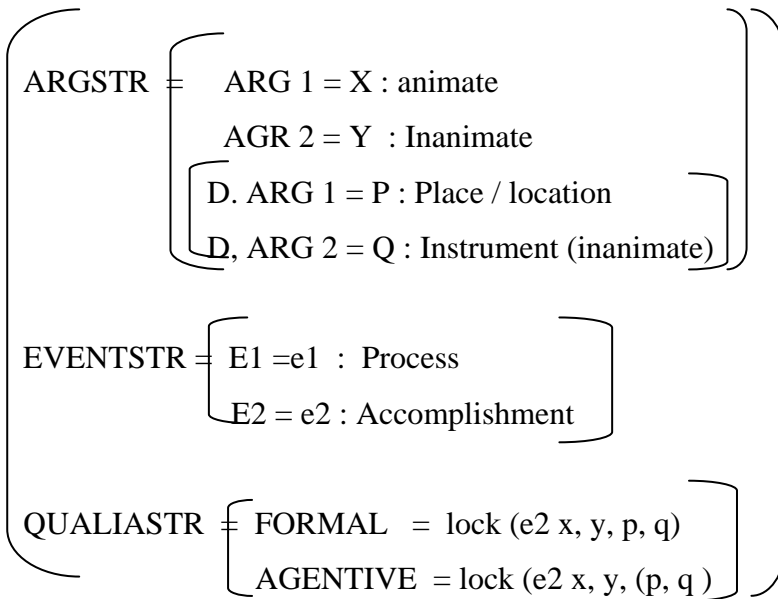 ARGSTR = ARG 1 = X : animate
AGR 2 = Y : Inanimate
D. ARG 1 = P : Place / location
D, ARG 2 = Q : Instrument (inanimate)
EVENTSTR = E1 =e1 : Process
E2 = e2 : Accomplishment
QUALIASTR = FORMAL = lock (e2 x, y, p, q)
AGENTIVE = lock (e2 x, y, (p, q )